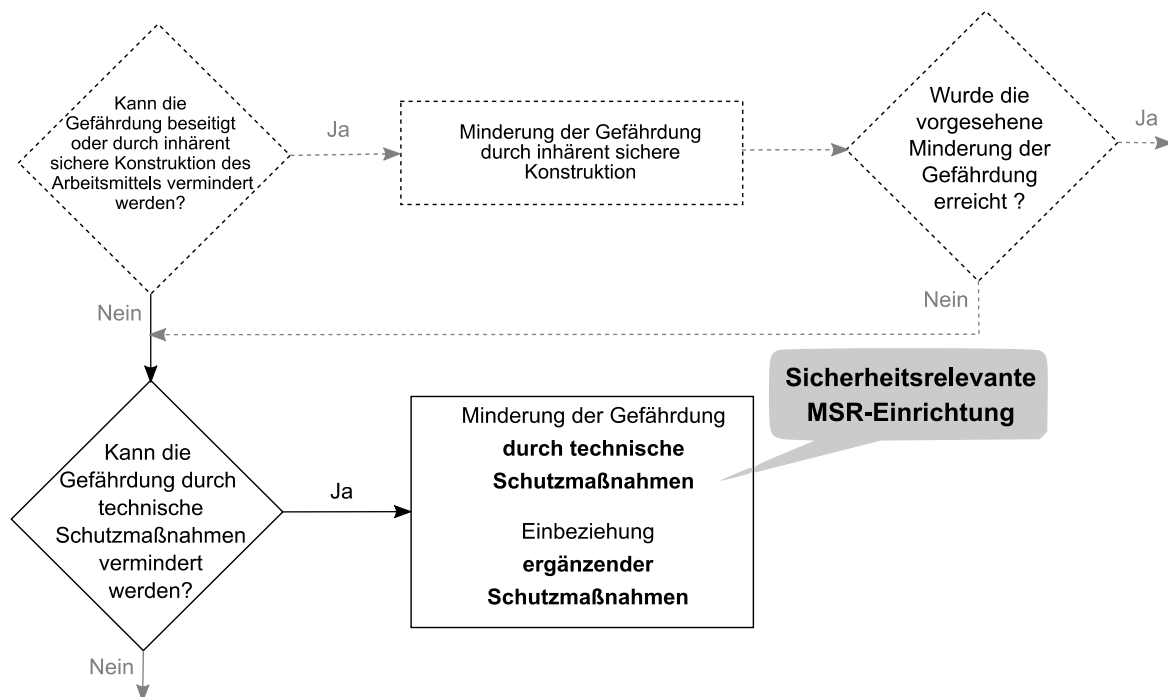 Kann die
Gefährdung beseitigt
oder durch inhärent
sichere Konstruktion des
Arbeitsmittels vermindert
werden?
Ja
Minderung der Gefährdung
durch inhärent sichere
Konstruktion
Wurde die
vorgesehene
Minderung der
Gefährdung
erreicht ?
Ja
Nein
Nein
Sicherheitsrelevante
MSR-Einrichtung
Kann die
Gefährdung durch
technische
Schutzmaßnahmen
vermindert
werden?
Ja
Minderung der Gefährdung
durch technische
Schutzmaßnahmen
Einbeziehung
ergänzender
Schutzmaßnahmen
Nein